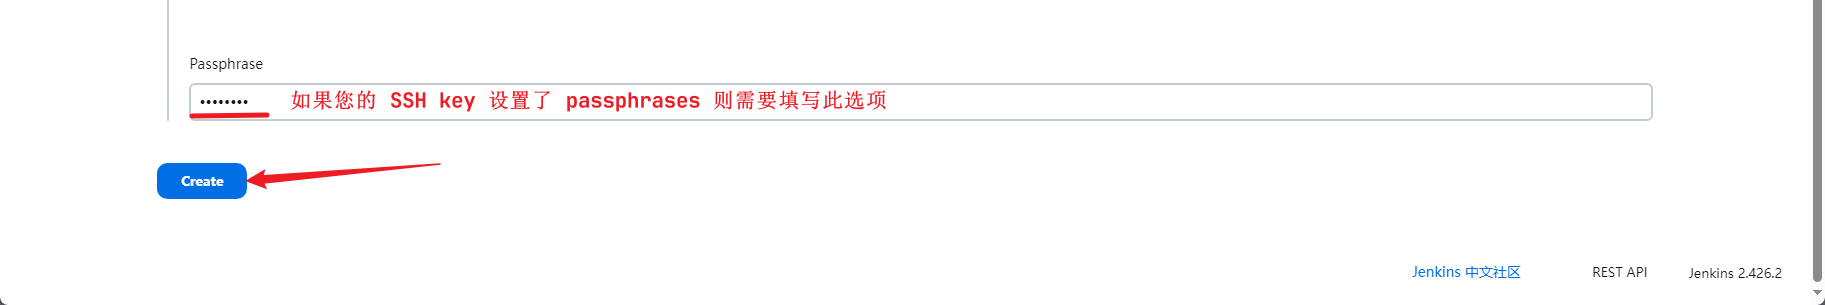 Passphrase
•••••••• 如果您的 SSH key 设置了 passphrases 则需要填写此选项
Create
Jenkins 中文社区 REST API Jenkins 2.426.2